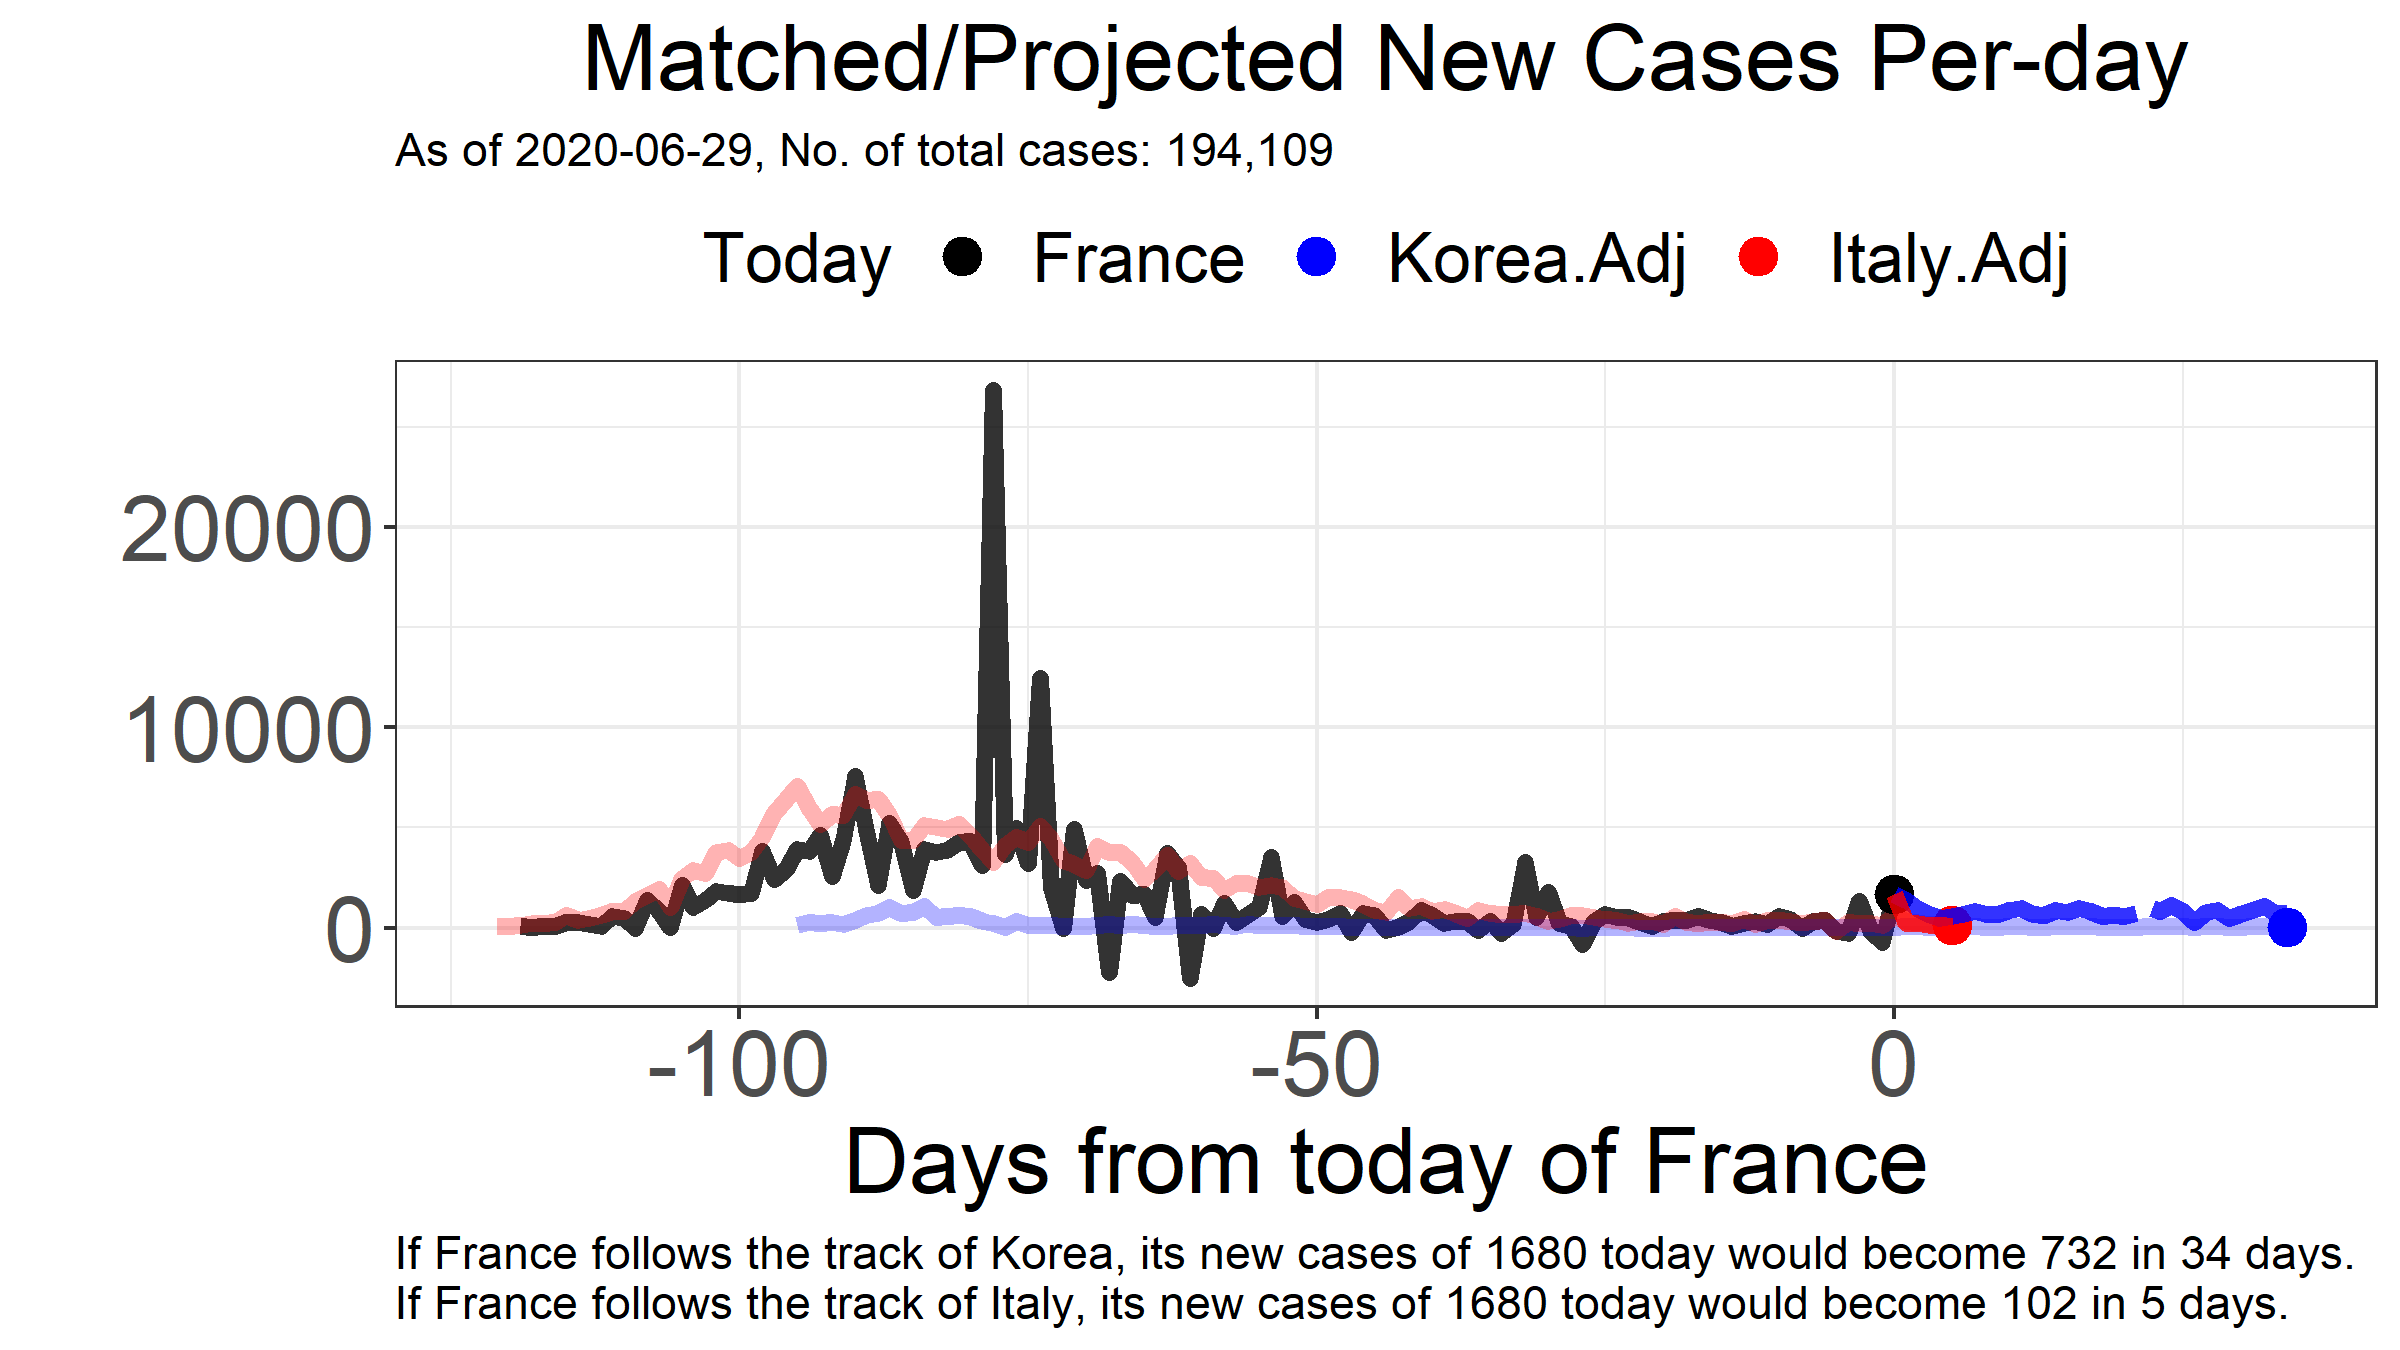 Matched/Projected New Cases Per-day
As of 2020-06-29, No. of total cases: 194,109
Today France Korea.Adj Italy.Adj
20000
10000
0
-100 -50 0
Days from today of France
If France follows the track of Korea, its new cases of 1680 today would become 732 in 34 days.
If France follows the track of Italy, its new cases of 1680 today would become 102 in 5 days.